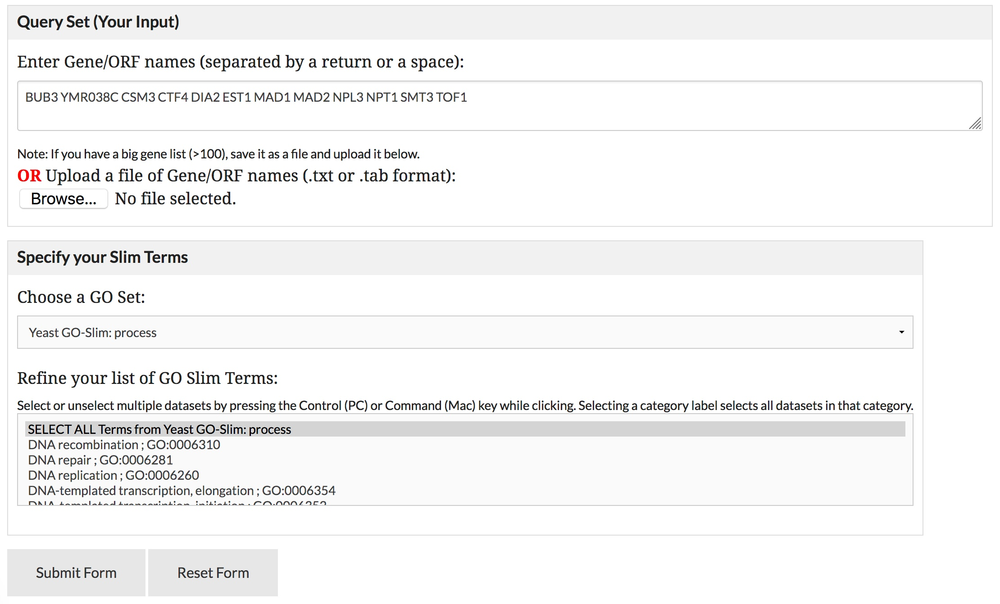 Query Set (Your Input)
Enter Gene/ORF names (separated by a return or a space):
BUB3 YMR038C CSM3 CTF4 DIA2 EST1 MAD1 MAD2 NPL3 NPT1 SMT3 TOF1
Note: If you have a big gene list (>100), save it as a file and upload it below.
OR Upload a file of Gene/ORF names (.txt or .tab format):
Browse... No file selected.
Specify your Slim Terms
Choose a GO Set:
Yeast GO-Slim: process
Refine your list of GO Slim Terms:
Select or unselect multiple datasets by pressing the Control (PC) or Command (Mac) key while clicking. Selecting a category label selects all datasets in that category.
SELECT ALL Terms from Yeast GO-Slim: process
DNA recombination ; GO:0006310
DNA repair ; GO:0006281
DNA replication ; GO:0006260
DNA-templated transcription, elongation ; GO:0006354
DNA-templated transcription, initiation ; GO:0006352
Submit Form Reset Form